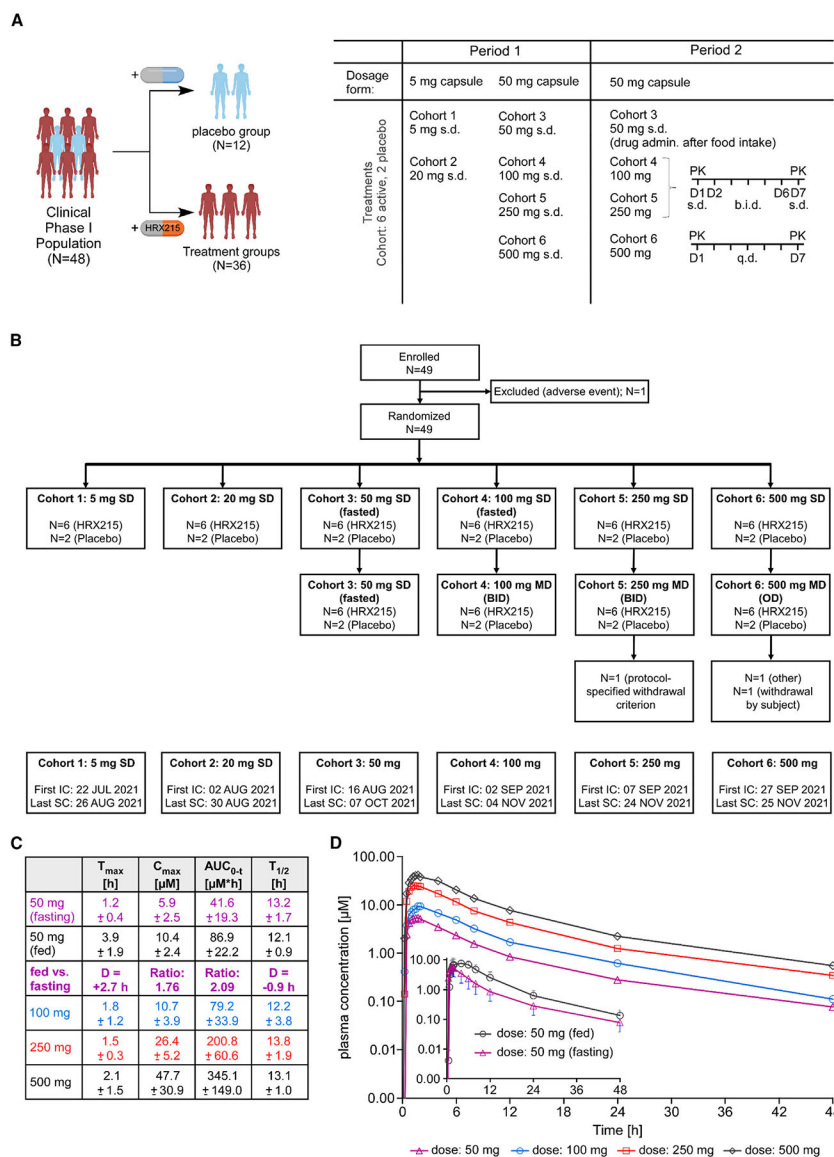 A
+
placebo group
(N=12)
Clinical
Phase I
Population
(N=48)
+ HRX215
Treatment groups
(N=36)
Period 1
Period 2
Dosage
form:
5 mg capsule
50 mg capsule
50 mg capsule
Treatments
Cohort: 6 active, 2 placebo
Cohort 1
5 mg s.d.
Cohort 3
50 mg s.d.
Cohort 3
50 mg s.d.
(drug admin. after food intake)
Cohort 2
20 mg s.d.
Cohort 4
100 mg s.d.
Cohort 4
100 mg
Cohort 5
250 mg s.d.
Cohort 5
250 mg
PK PK
D1 D2 D6 D7
s.d. b.i.d. s.d.
Cohort 6
500 mg s.d.
Cohort 6
500 mg
PK PK
D1 q.d. D7
B
Enrolled
N=49
Excluded (adverse event); N=1
Randomized
N=49
Cohort 1: 5 mg SD
N=6 (HRX215)
N=2 (Placebo)
Cohort 2: 20 mg SD
N=6 (HRX215)
N=2 (Placebo)
Cohort 3: 50 mg SD
(fasted)
N=6 (HRX215)
N=2 (Placebo)
Cohort 4: 100 mg SD
(fasted)
N=6 (HRX215)
N=2 (Placebo)
Cohort 5: 250 mg SD
N=6 (HRX215)
N=2 (Placebo)
Cohort 6: 500 mg SD
N=6 (HRX215)
N=2 (Placebo)
Cohort 3: 50 mg SD
(fasted)
N=6 (HRX215)
N=2 (Placebo)
Cohort 4: 100 mg MD
(BID)
N=6 (HRX215)
N=2 (Placebo)
Cohort 5: 250 mg MD
(BID)
N=6 (HRX215)
N=2 (Placebo)
Cohort 6: 500 mg MD
(OD)
N=6 (HRX215)
N=2 (Placebo)
N=1 (protocol-
specified withdrawal
criterion
N=1 (other)
N=1 (withdrawal
by subject)
Cohort 1: 5 mg SD
First IC: 22 JUL 2021
Last SC: 26 AUG 2021
Cohort 2: 20 mg SD
First IC: 02 AUG 2021
Last SC: 30 AUG 2021
Cohort 3: 50 mg
First IC: 16 AUG 2021
Last SC: 07 OCT 2021
Cohort 4: 100 mg
First IC: 02 SEP 2021
Last SC: 04 NOV 2021
Cohort 5: 250 mg
First IC: 07 SEP 2021
Last SC: 24 NOV 2021
Cohort 6: 500 mg
First IC: 27 SEP 2021
Last SC: 25 NOV 2021
C
Tmax Cmax AUC0-t T1/2
[h] [µM] [µM*h] [h]
50 mg 1.2 5.9 41.6 13.2
(fasting) ± 0.4 ± 2.5 ± 19.3 ± 1.7
50 mg 3.9 10.4 86.9 12.1
(fed) ± 1.9 ± 2.4 ± 22.2 ± 0.9
fed vs. D = Ratio: Ratio: D =
fasting +2.7 h 1.76 2.09 -0.9 h
100 mg 1.8 10.7 79.2 12.2
± 1.2 ± 3.9 ± 33.9 ± 3.8
250 mg 1.5 26.4 200.8 13.8
± 0.3 ± 5.2 ± 60.6 ± 1.9
500 mg 2.1 47.7 345.1 13.1
± 1.5 ± 30.9 ± 149.0 ± 1.0
D
plasma concentration [µM]
100.00
10.00
1.00
0.10
0.01
0.00
10.00
1.00
0.10
0.01
0.00
dose: 50 mg (fed)
dose: 50 mg (fasting)
0 12 24 36 48
0 6 12 24 36 48
Time [h]
dose: 50 mg dose: 100 mg dose: 250 mg dose: 500 mg